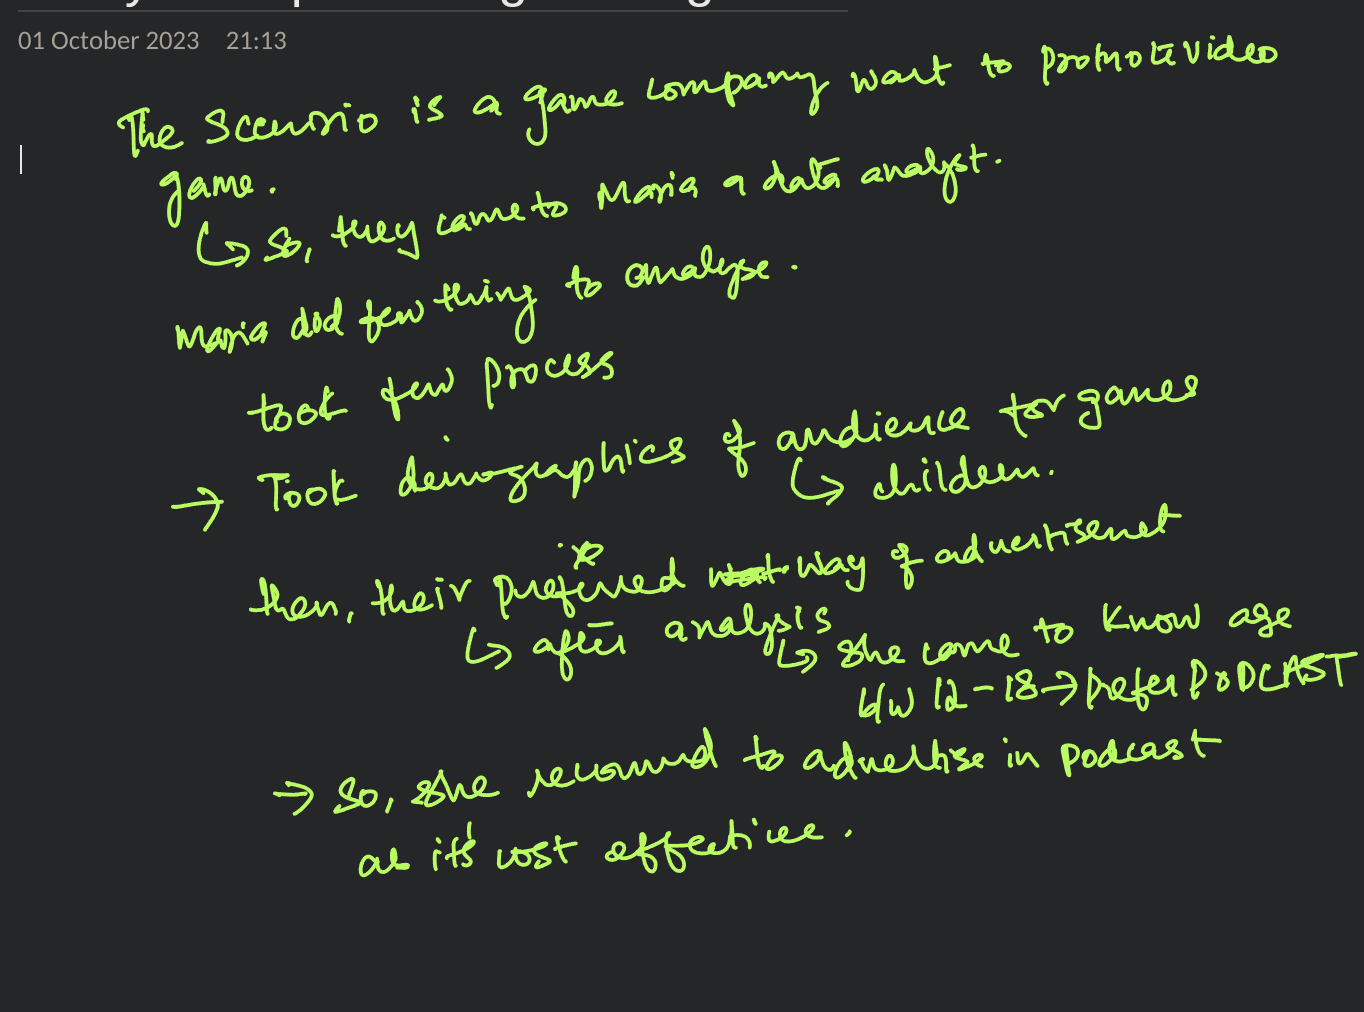 01 October 2023 21:13
The Scenario is a game company want to promote video
game.
↳ So, they came to Maria a data analyst.
Maria did few thing to analyse.
took few process
→ Took demographics of audience for games
↳ children.
then, their preferred way of advertisement
↳ after analysis
↳ she came to know age
b/w 12-18 → prefer PODCAST
→ So, she recommend to advertise in podcast
as it's cost effective.